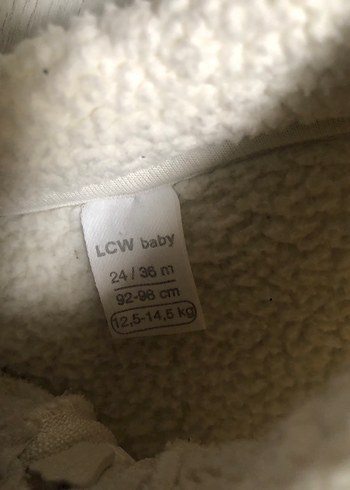 LCW baby
24 / 36 m
92-98 cm
12,5-14,5 kg